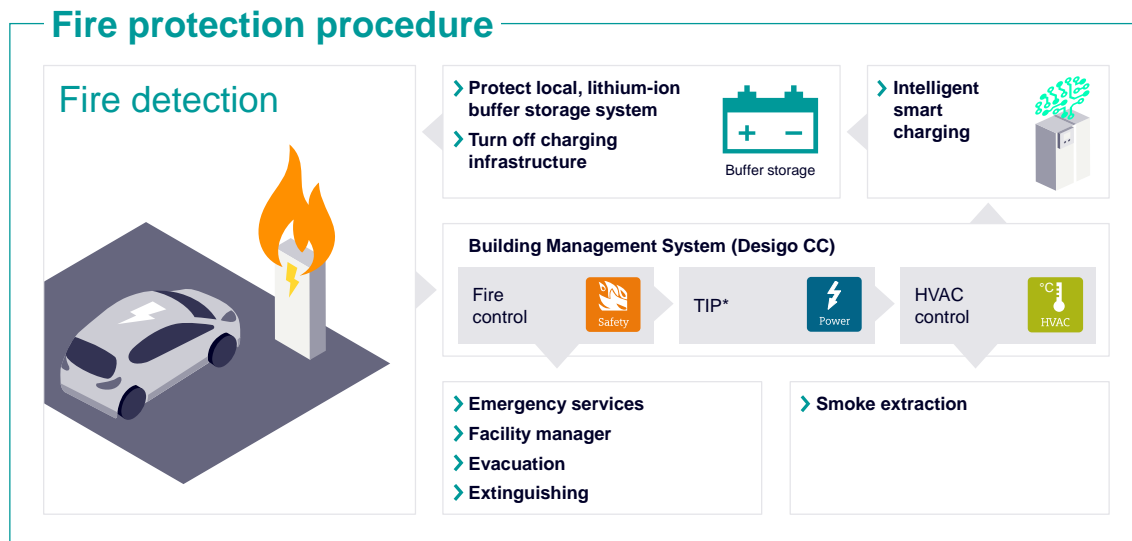 Fire protection procedure
Fire detection
Protect local, lithium-ion
buffer storage system
Turn off charging
infrastructure
+ −
Buffer storage
Intelligent
smart
charging
Building Management System (Desigo CC)
Fire
control
Safety
TIP*
Power
HVAC
control
°C
HVAC
Emergency services
Facility manager
Evacuation
Extinguishing
Smoke extraction